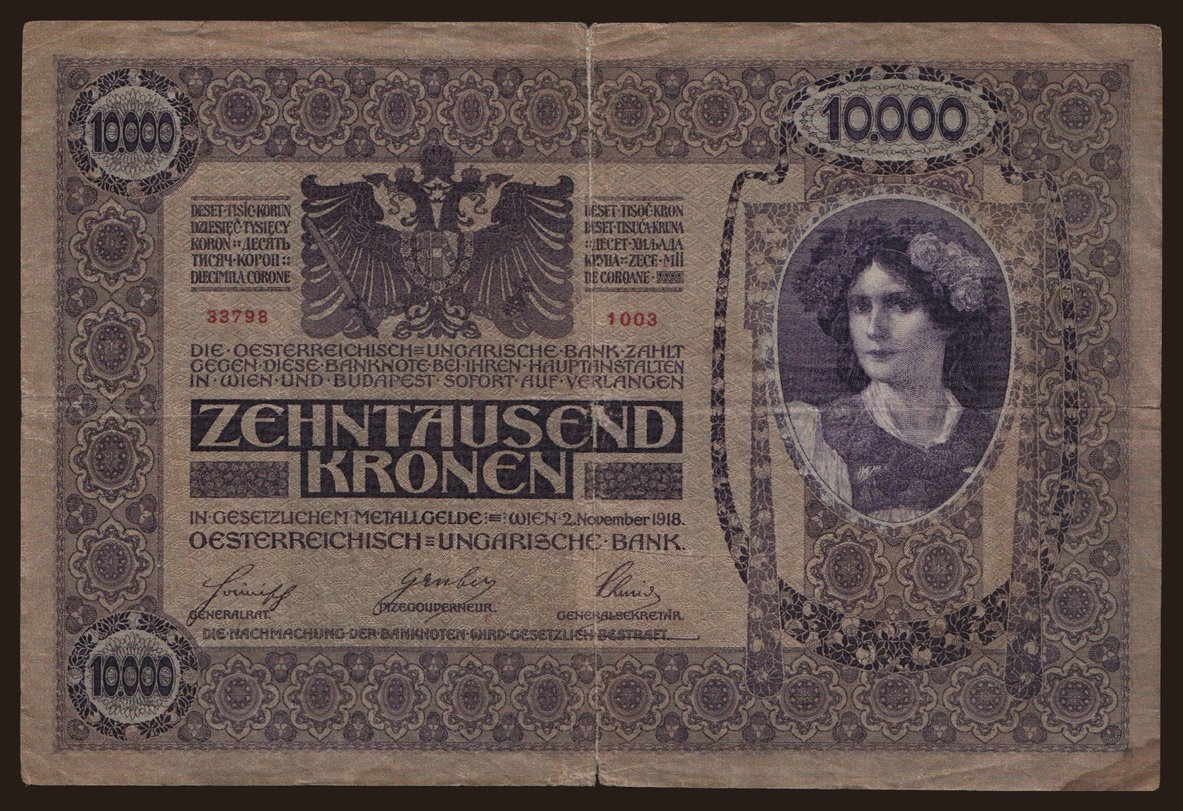 10.000
10.000
DESET·TISÍC·KORUN
DZIESIĘĆ·TYSIĘCY
KORON :: ДЕСЯТЬ
ТИСЯЧ·КОРОН ::
DIECIMILA CORONE
DESET·TISOČ·KRON
DESET·TISUĆA·KRUNA
::ДЕСЕТ·ХИЉАДА
КРУНА :: ZECE·MII
DE COROANE·
33798
1003
DIE·OESTERREICHISCH=UNGARISCHE·BANK·ZAHLT
GEGEN·DIESE·BANKNOTE·BEI·IHREN·HAUPTANSTALTEN
IN·WIEN·UND·BUDAPEST·SOFORT·AUF·VERLANGEN
ZEHNTAUSEND
KRONEN
IN·GESETZLICHEM·METALLGELDE·:=:·WIEN·2.November 1918.
OESTERREICHISCH=UNGARISCHE·BANK.
GENERALRAT.
VIZEGOUVERNEUR.
GENERALSEKRETÄR.
DIE·NACHMACHUNG·DER·BANKNOTEN·WIRD·GESETZLICH·BESTRAFT
10.000